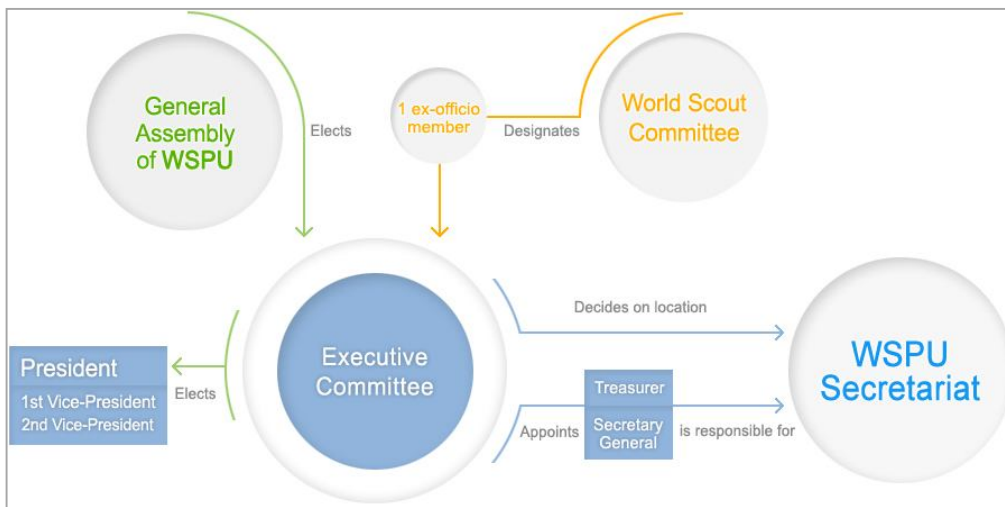 General
Assembly
of WSPU
Elects
1 ex-officio
member
Designates
World Scout
Committee
Executive
Committee
Elects
President
1st Vice-President
2nd Vice-President
Decides on location
Appoints
Treasurer
Secretary
General
is responsible for
WSPU
Secretariat